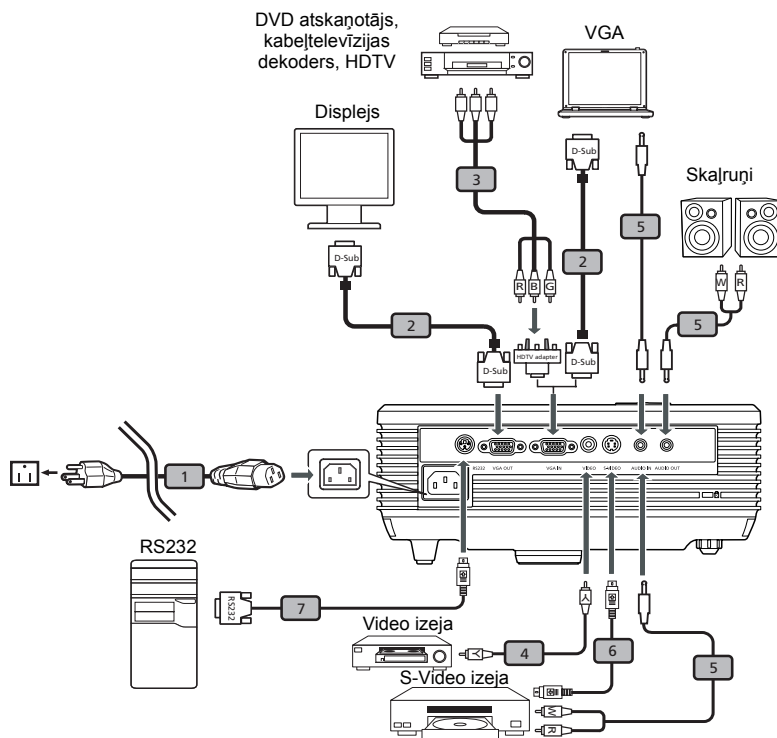 DVD atskaņotājs,
kabeļtelevīzijas
dekoders, HDTV
VGA
Displejs
D-Sub
3
Skaļruņi
5
D-Sub
2
R B G
W R
2
5
HDTV adapter
D-Sub
D-Sub
1
RS232 VGA OUT VGA IN VIDEO S-VIDEO AUDIO IN AUDIO OUT
RS232
RS232
7
Video izeja
Y
Y
4
6
5
S-Video izeja
W
R